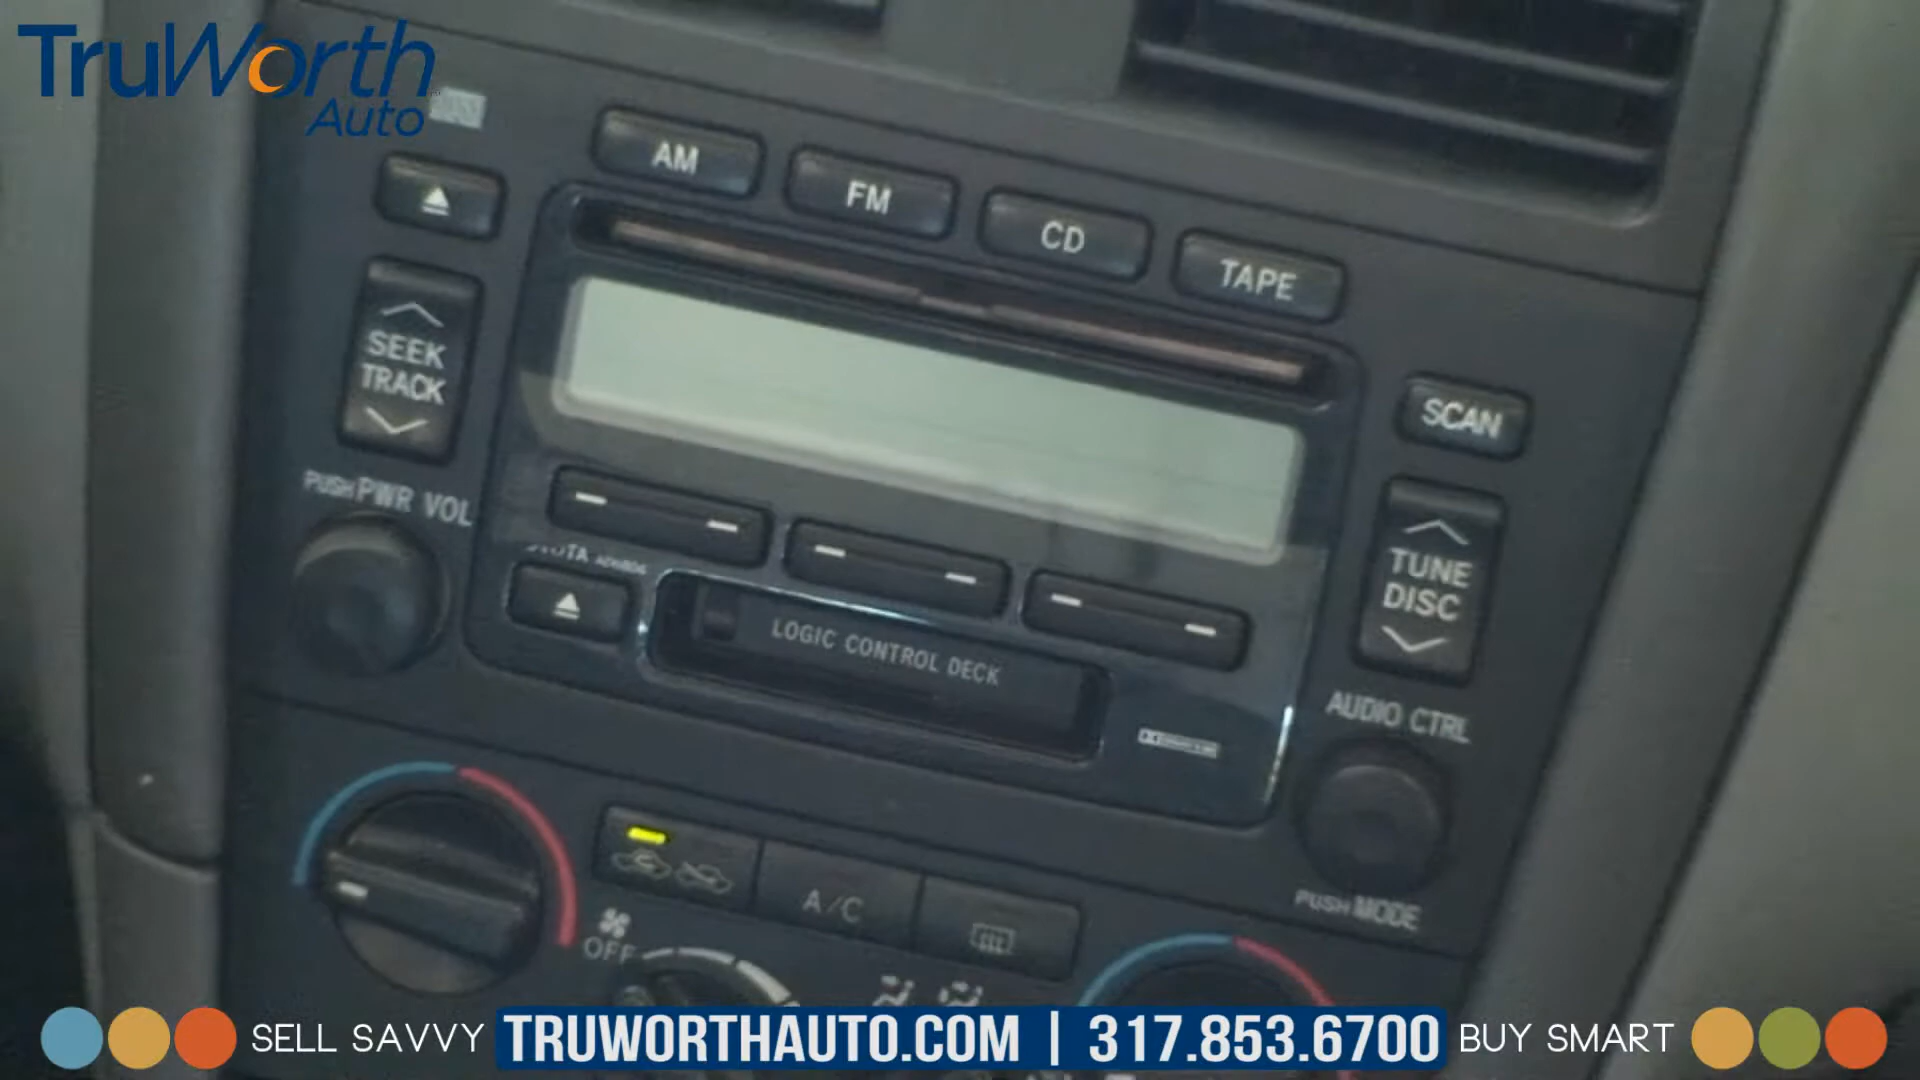 TruWorth
Auto
AM
FM
CD
TAPE
SEEK
TRACK
SCAN
PUSH PWR VOL
TUNE
DISC
LOGIC CONTROL DECK
AUDIO CTRL
PUSH MODE
A/C
OFF
SELL SAVVY
TRUWORTHAUTO.COM | 317.853.6700
BUY SMART